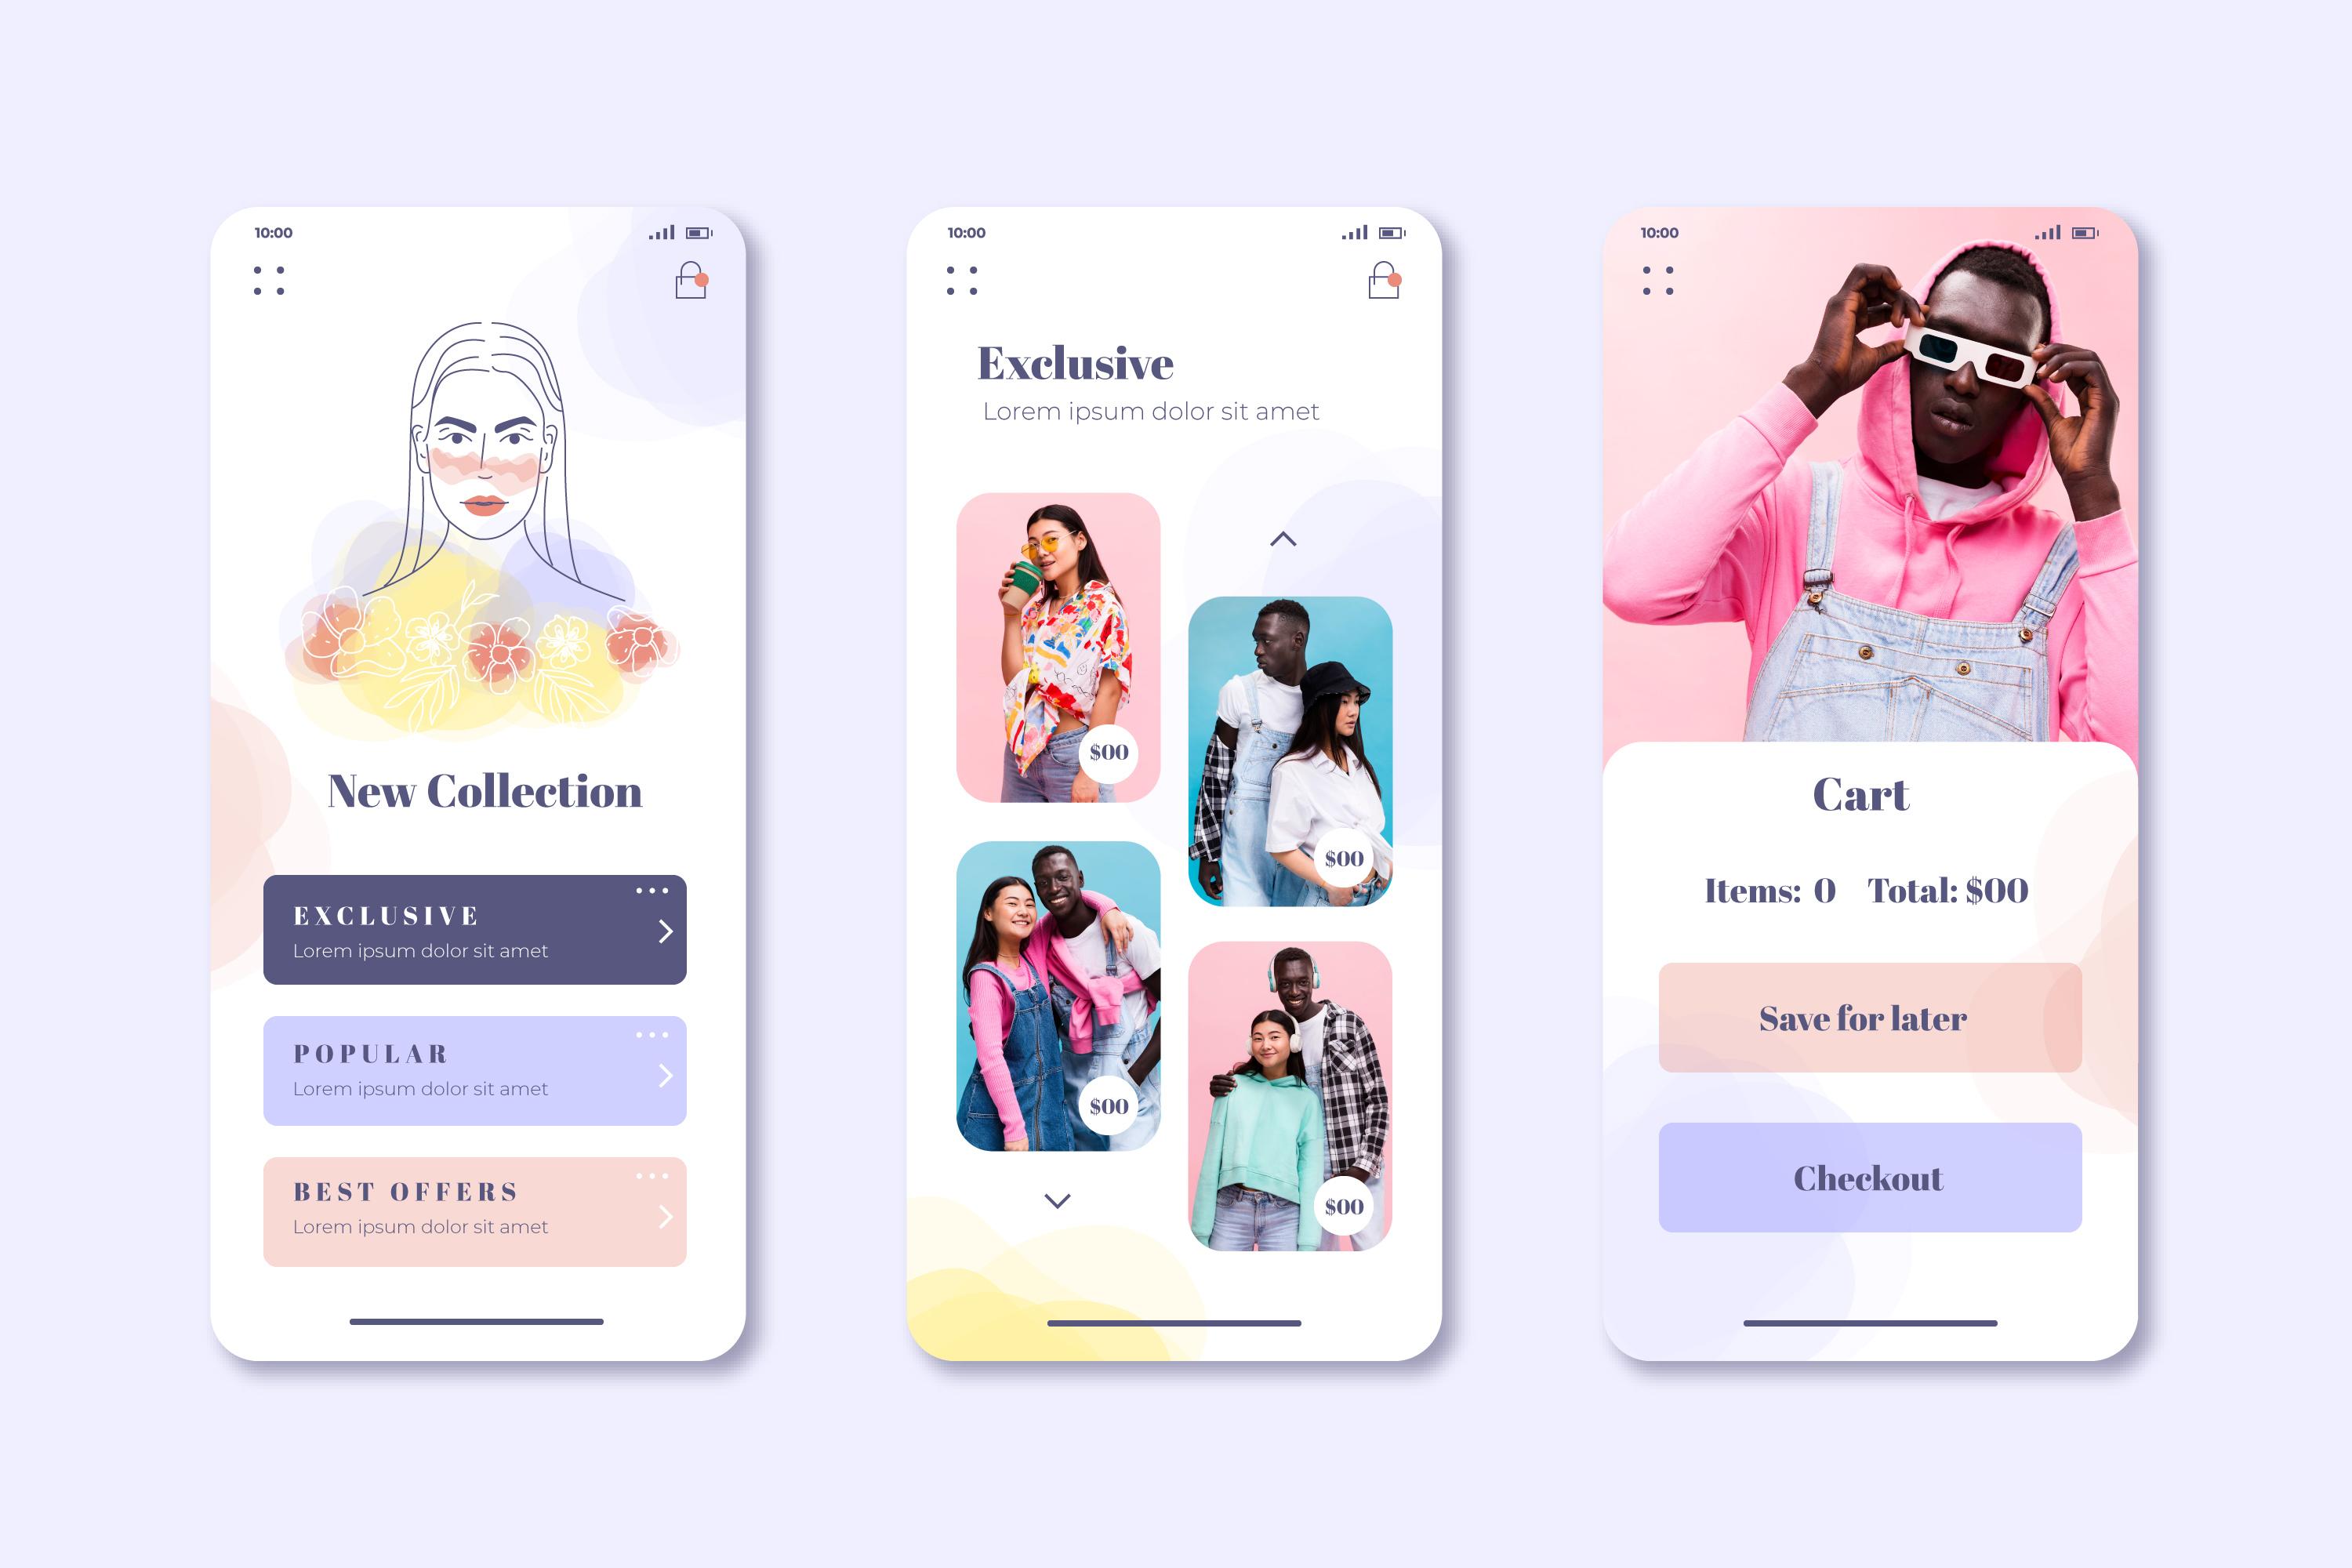 10:00
New Collection
EXCLUSIVE
Lorem ipsum dolor sit amet
POPULAR
Lorem ipsum dolor sit amet
BEST OFFERS
Lorem ipsum dolor sit amet
10:00
Exclusive
Lorem ipsum dolor sit amet
$00
$00
$00
$00
10:00
Cart
Items: 0 Total: $00
Save for later
Checkout